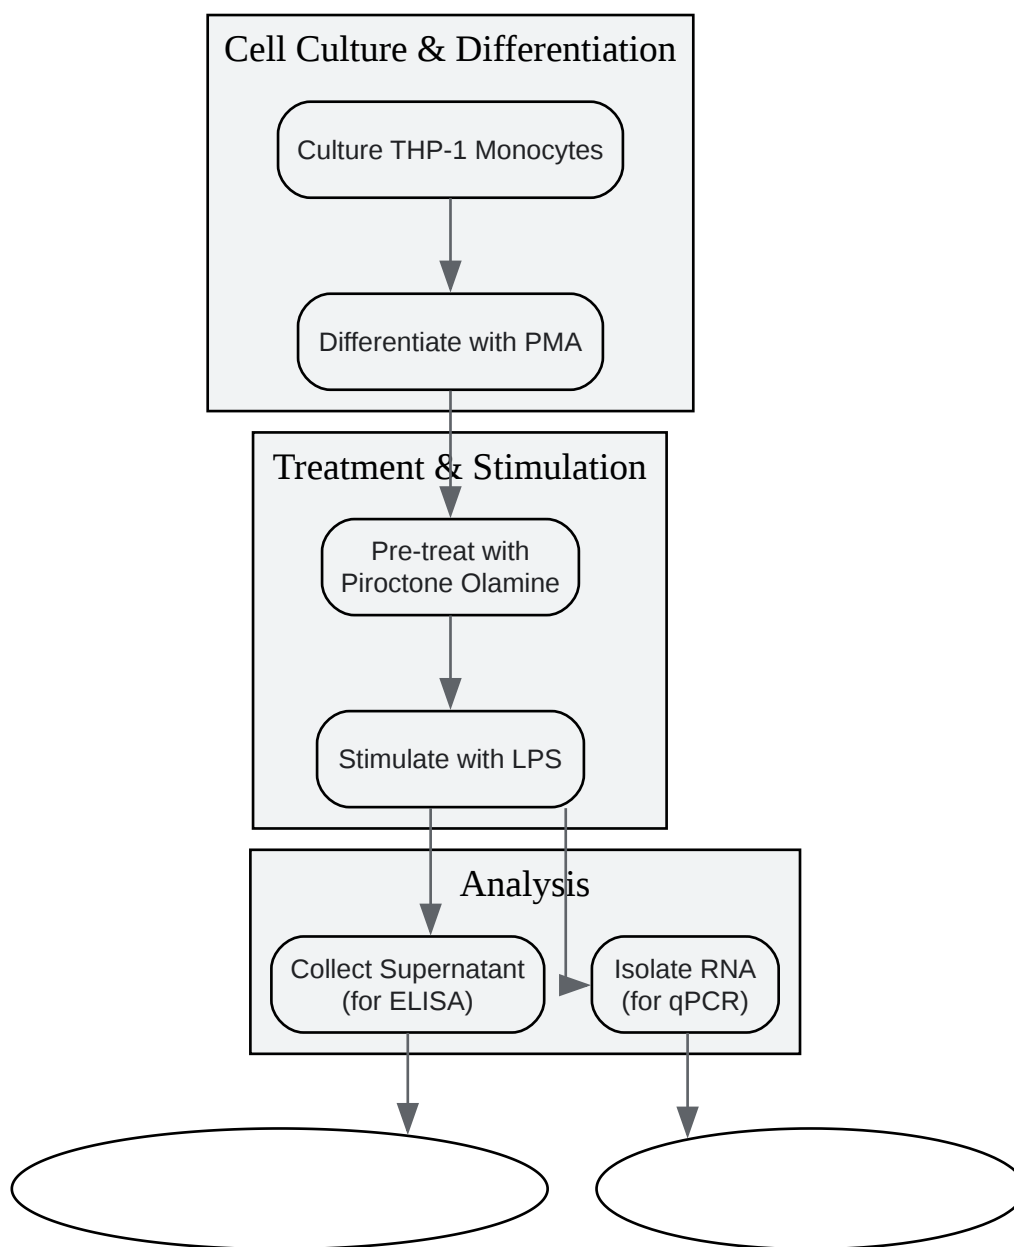 Cell Culture & Differentiation
Culture THP-1 Monocytes
Differentiate with PMA
Treatment & Stimulation
Pre-treat with
Piroctone Olamine
Stimulate with LPS
Analysis
Collect Supernatant
(for ELISA)
Isolate RNA
(for qPCR)